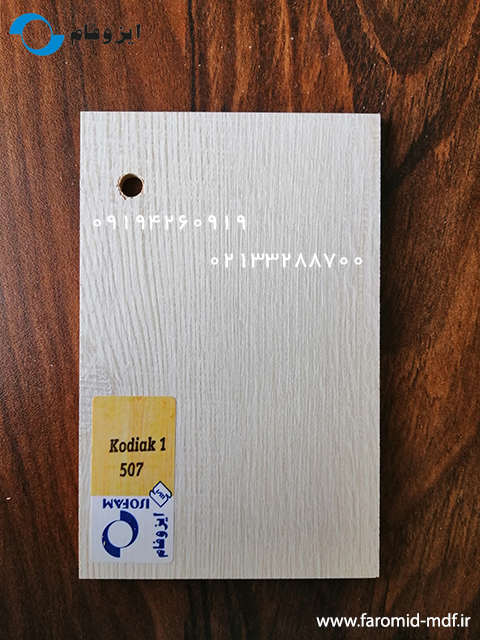 ایزوفام
۰۹۱۹۴۲۶۰۹۱۹
۰۲۱۳۳۲۸۸۷۰۰
Kodiak 1
507
ISOFAM
ایزوفام
www.faromid-mdf.ir